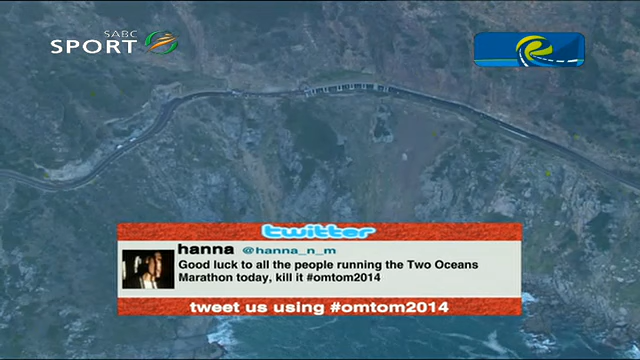 SABC
SPORT
twitter
hanna @hanna_n_m
Good luck to all the people running the Two Oceans
Marathon today, kill it #omtom2014
tweet us using #omtom2014